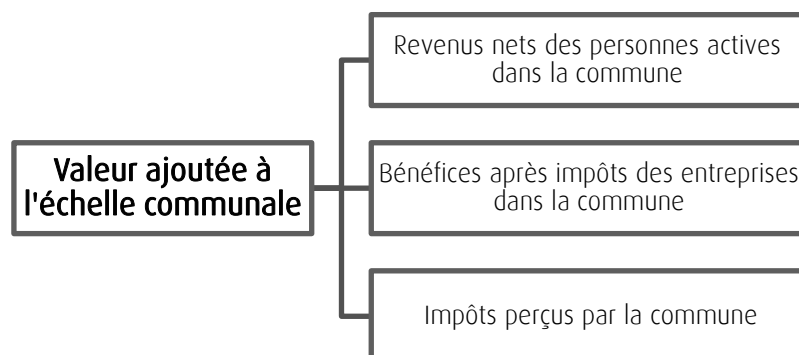 Revenus nets des personnes actives
dans la commune
Valeur ajoutée à
l'échelle communale
Bénéfices après impôts des entreprises
dans la commune
Impôts perçus par la commune